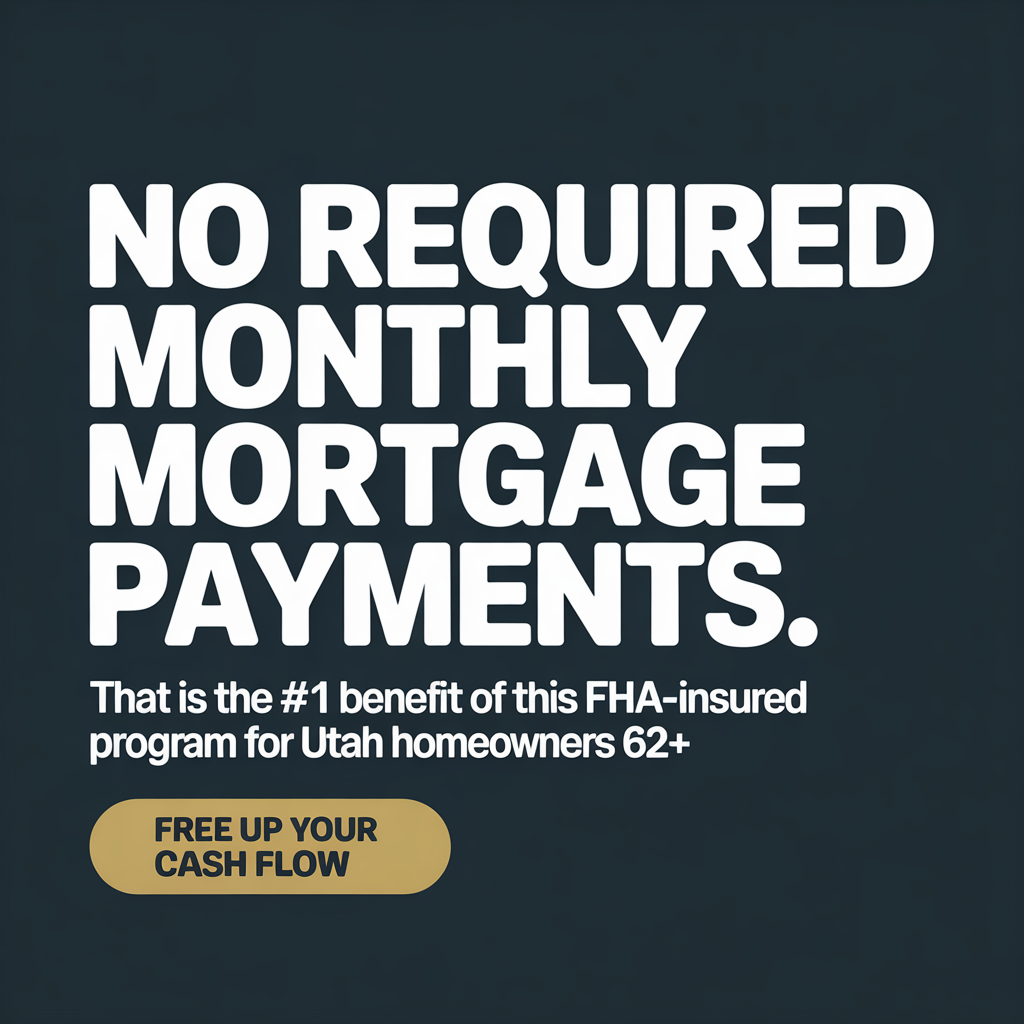 NO REQUIRED
MONTHLY
MORTGAGE
PAYMENTS.
That is the #1 benefit of this FHA-insured
program for Utah homeowners 62+
FREE UP YOUR
CASH FLOW